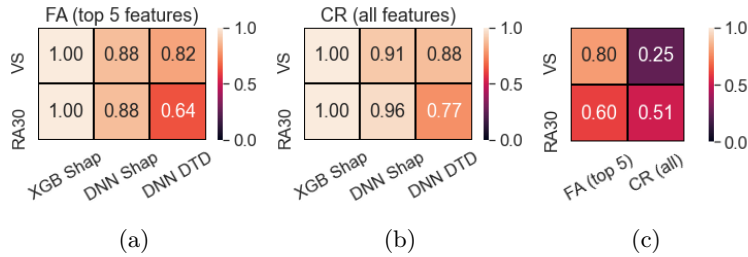 FA (top 5 features)
VS
1.00 0.88 0.82
RA30
1.00 0.88 0.64
1.0
0.5
0.0
XGB Shap
DNN Shap
DNN DTD
(a)
CR (all features)
VS
1.00 0.91 0.88
RA30
1.00 0.96 0.77
1.0
0.5
0.0
XGB Shap
DNN Shap
DNN DTD
(b)
VS
0.80 0.25
RA30
0.60 0.51
1.0
0.5
0.0
FA (top 5)
CR (all)
(c)